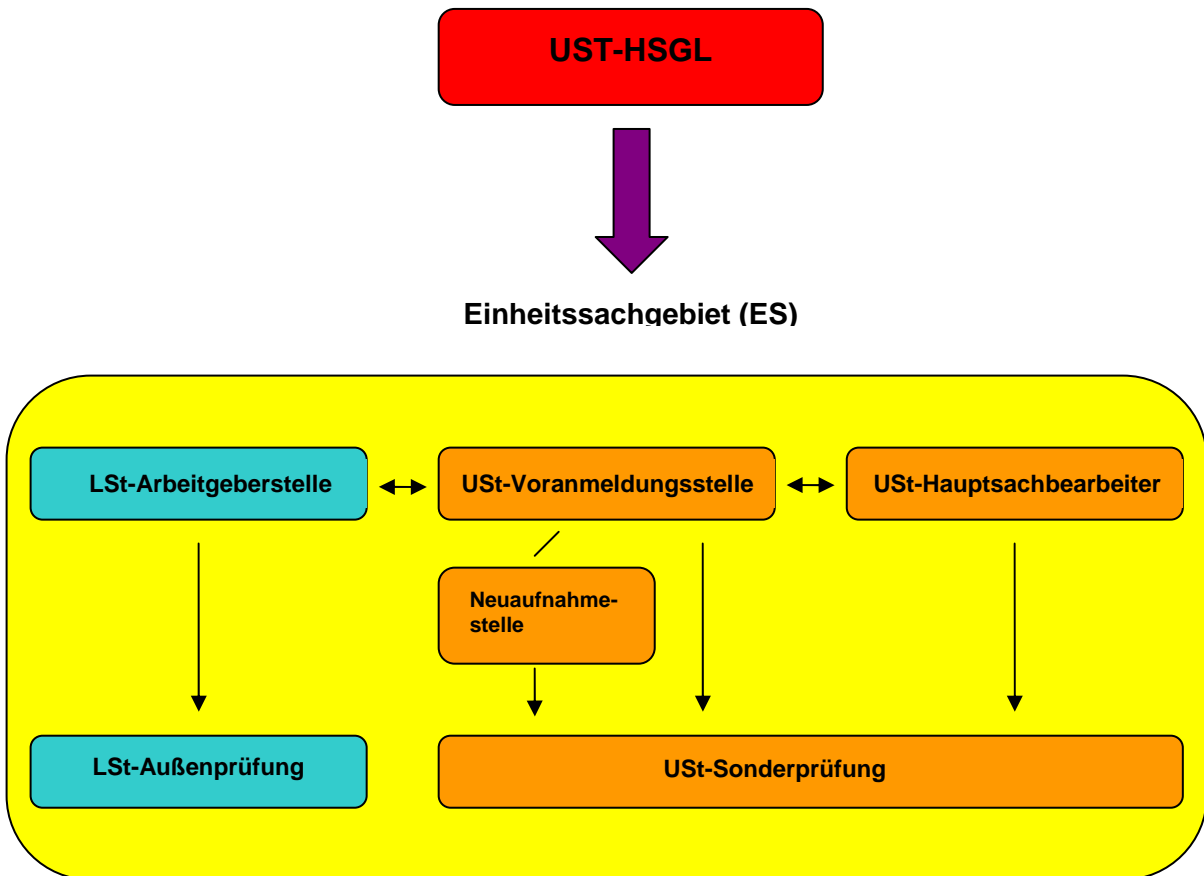 UST-HSGL
Einheitssachgebiet (ES)
LSt-Arbeitgeberstelle
USt-Voranmeldungsstelle
USt-Hauptsachbearbeiter
Neuaufnahme-
stelle
LSt-Außenprüfung
USt-Sonderprüfung